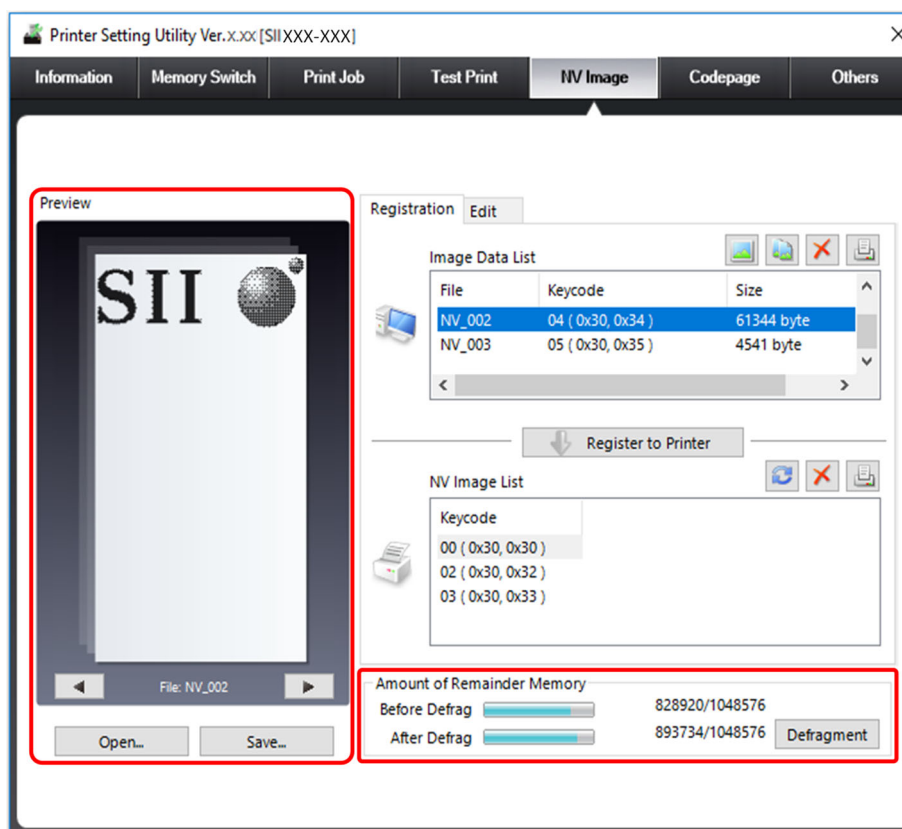 Printer Setting Utility Ver.x.xx [SIIXXX-XXX]
Information Memory Switch Print Job Test Print NV Image Codepage Others
Preview
SII
File: NV_002
Open... Save...
Registration Edit
Image Data List
File Keycode Size
NV_002 04 ( 0x30, 0x34 ) 61344 byte
NV_003 05 ( 0x30, 0x35 ) 4541 byte
Register to Printer
NV Image List
Keycode
00 ( 0x30, 0x30 )
02 ( 0x30, 0x32 )
03 ( 0x30, 0x33 )
Amount of Remainder Memory
Before Defrag 828920/1048576
After Defrag 893734/1048576 Defragment